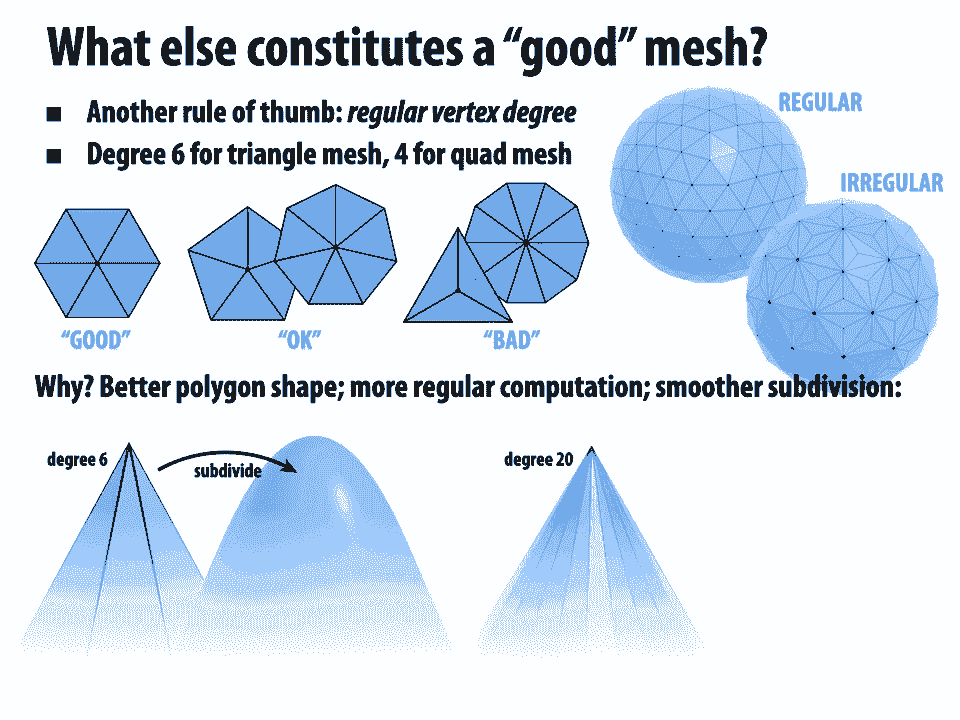 What else constitutes a “good” mesh?
■ Another rule of thumb: regular vertex degree
■ Degree 6 for triangle mesh, 4 for quad mesh
REGULAR
IRREGULAR
“GOOD”
“OK”
“BAD”
Why? Better polygon shape; more regular computation; smoother subdivision:
degree 6
subdivide
degree 20